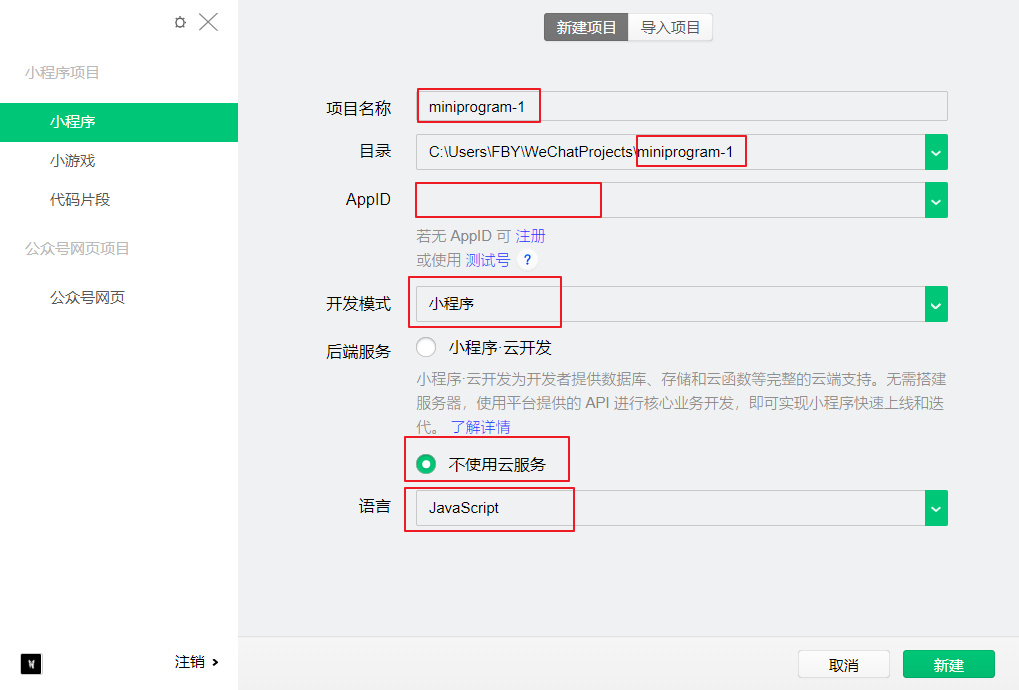 新建项目 导入项目
小程序项目
小程序
小游戏
代码片段
公众号网页项目
公众号网页
注销
项目名称 miniprogram-1
目录 C:\Users\FBY\WeChatProjects\miniprogram-1
AppID
若无 AppID 可 注册
或使用 测试号 ?
开发模式 小程序
后端服务 小程序·云开发
小程序·云开发为开发者提供数据库、存储和云函数等完整的云端支持。无需搭建
服务器，使用平台提供的 API 进行核心业务开发，即可实现小程序快速上线和迭
代。 了解详情
不使用云服务
语言 JavaScript
取消 新建